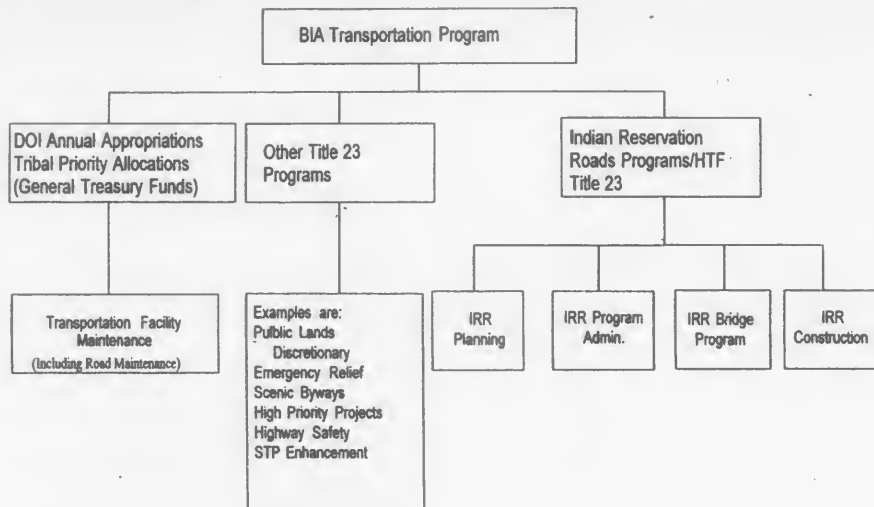 BIA Transportation Program
DOI Annual Appropriations
Tribal Priority Allocations
(General Treasury Funds)
Other Title 23
Programs
Indian Reservation
Roads Programs/HTF
Title 23
Transportation Facility
Maintenance
(Including Road Maintenance)
Examples are:
Pulblic Lands
Discretionary
Emergency Relief
Scenic Byways
High Priority Projects
Highway Safety
STP Enhancement
IRR
Planning
IRR Program
Admin.
IRR Bridge
Program
IRR
Construction